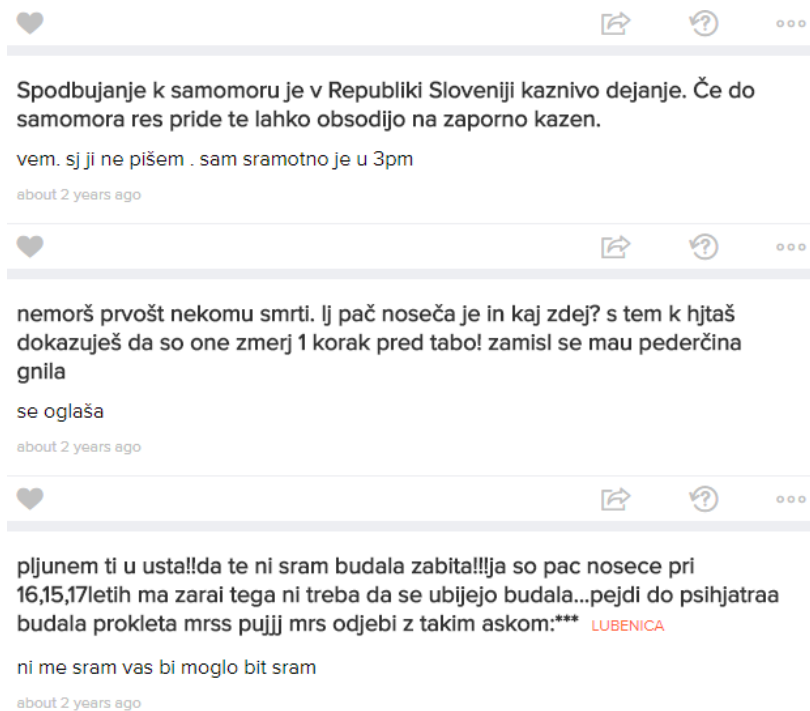 Spodbujanje k samomoru je v Republiki Sloveniji kaznivo dejanje. Če do
samomora res pride te lahko obsodijo na zaporno kazen.
vem. sj ji ne pišem . sam sramotno je u 3pm
about 2 years ago
nemorš prvošt nekomu smrti. lj pač noseča je in kaj zdej? s tem k hjtaš
dokazuješ da so one zmerj 1 korak pred tabo! zamisl se mau pederčina
gnila
se oglaša
about 2 years ago
pljunem ti u usta!!da te ni sram budala zabita!!!ja so pac nosece pri
16,15,17letih ma zarai tega ni treba da se ubijejo budala...pejdi do psihjatraa
budala prokleta mrss pujjj mrs odjebi z takim askom:*** LUBENICA
ni me sram vas bi moglo bit sram
about 2 years ago